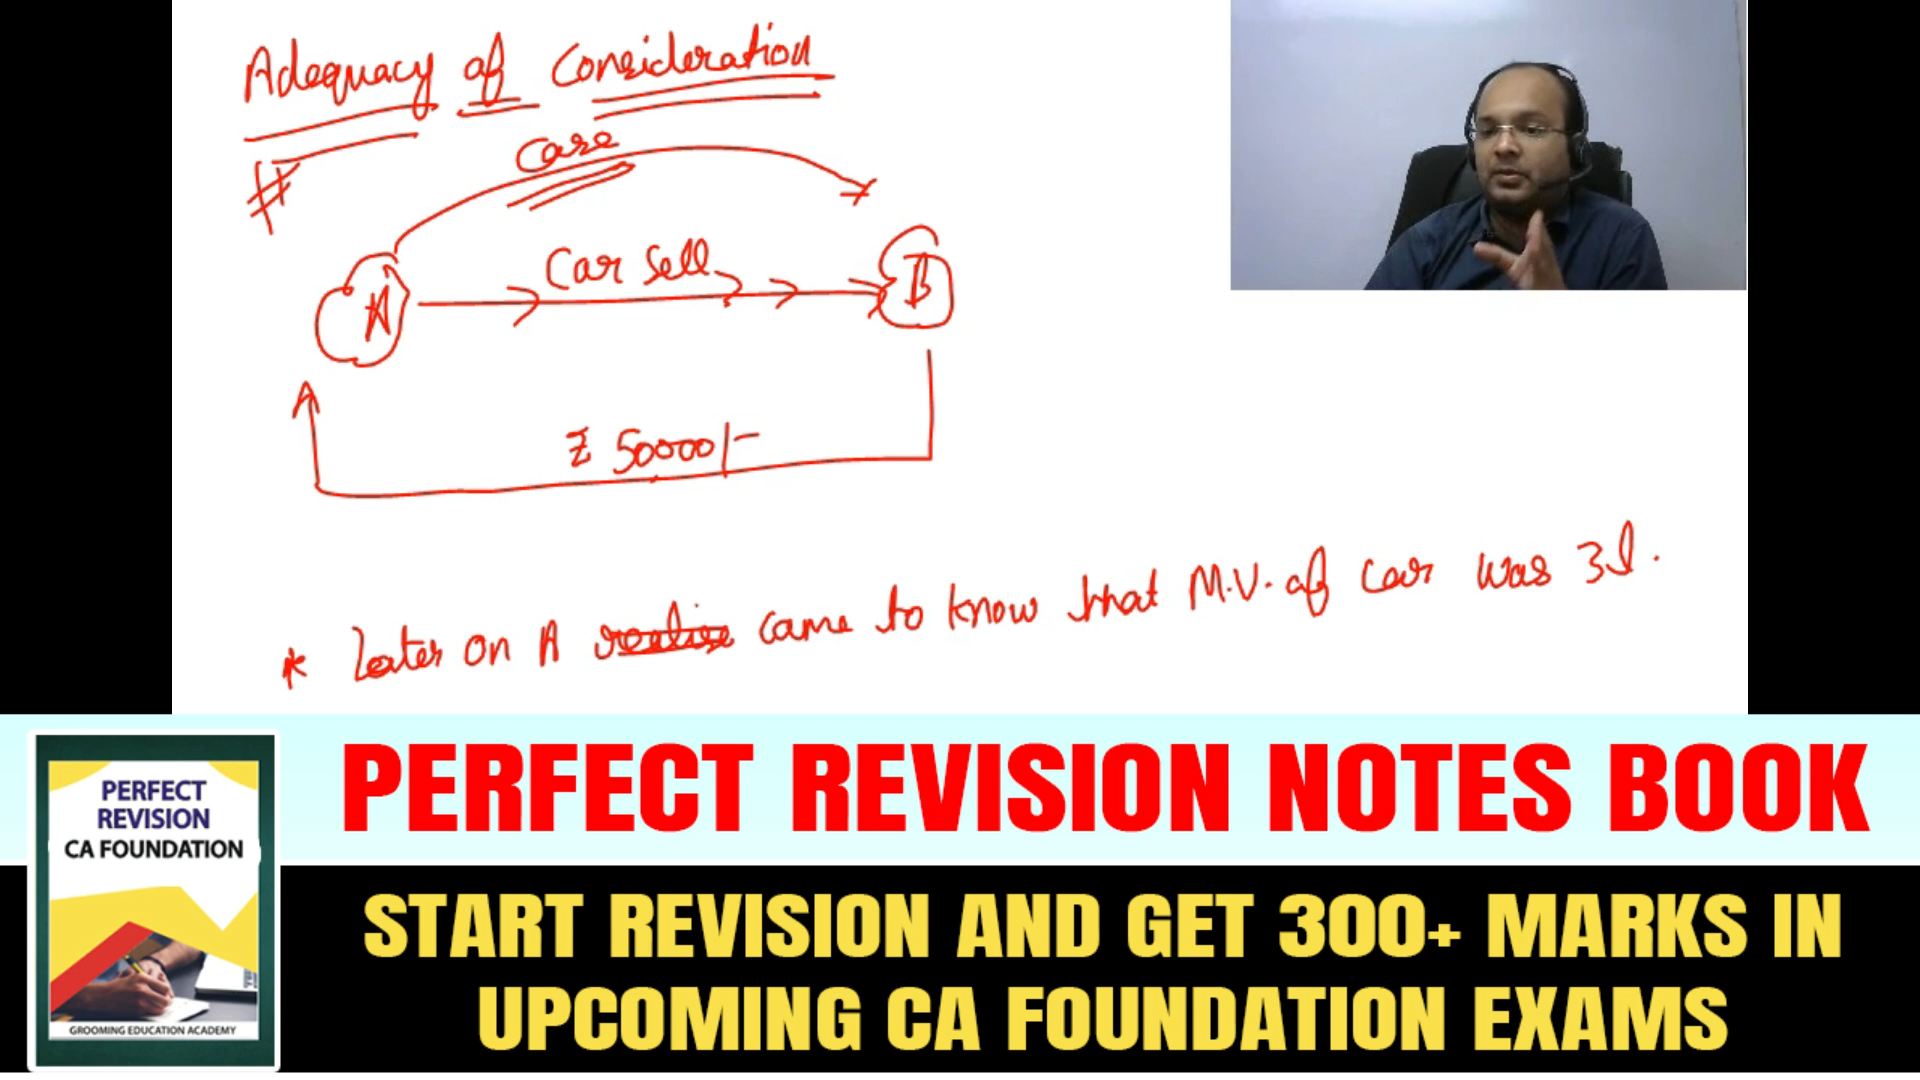 Adequacy of Consideration
#
Case
Car Sell
A
B
₹ 50000/-
* Later on A realise came to know that M.V. of car was 3l.
PERFECT
REVISION
CA FOUNDATION
GROOMING EDUCATION ACADEMY
PERFECT REVISION NOTES BOOK
START REVISION AND GET 300+ MARKS IN
UPCOMING CA FOUNDATION EXAMS